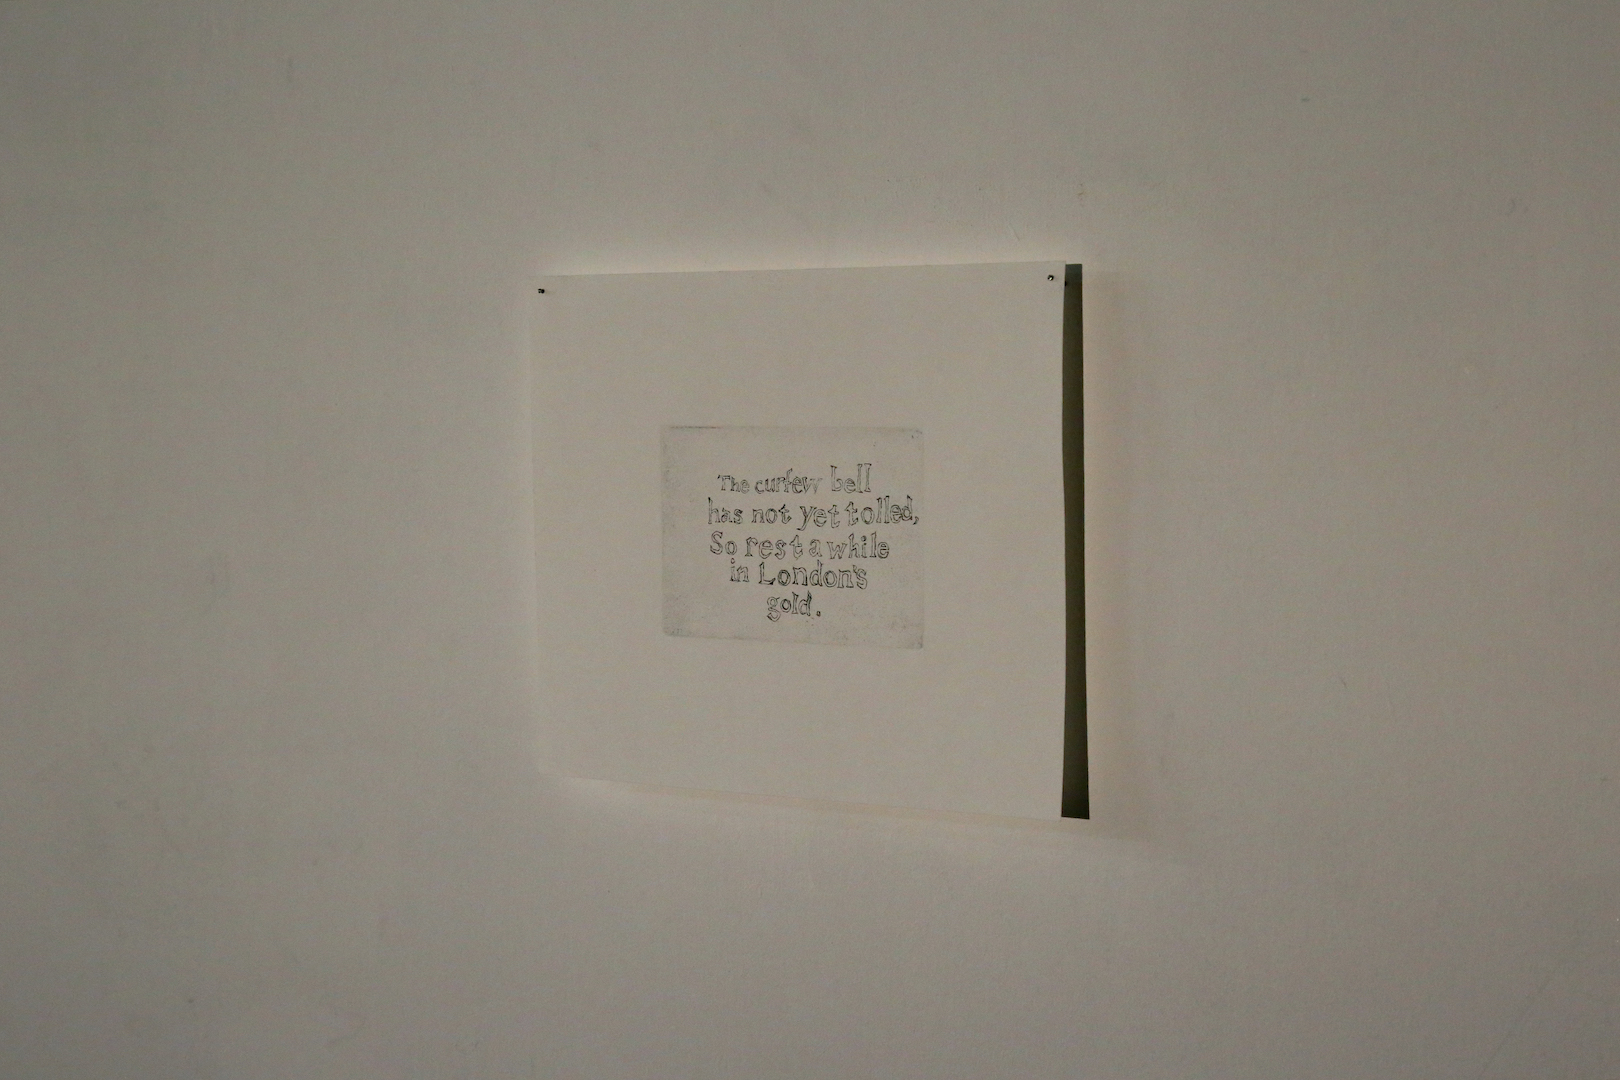 The curfew bell
has not yet tolled,
So rest a while
in London's
gold.